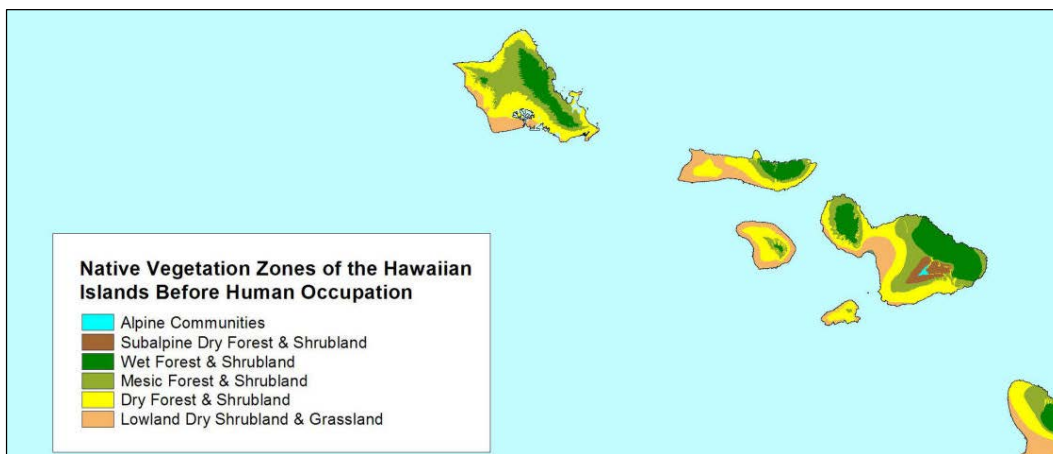 Native Vegetation Zones of the Hawaiian
Islands Before Human Occupation
Alpine Communities
Subalpine Dry Forest & Shrubland
Wet Forest & Shrubland
Mesic Forest & Shrubland
Dry Forest & Shrubland
Lowland Dry Shrubland & Grassland